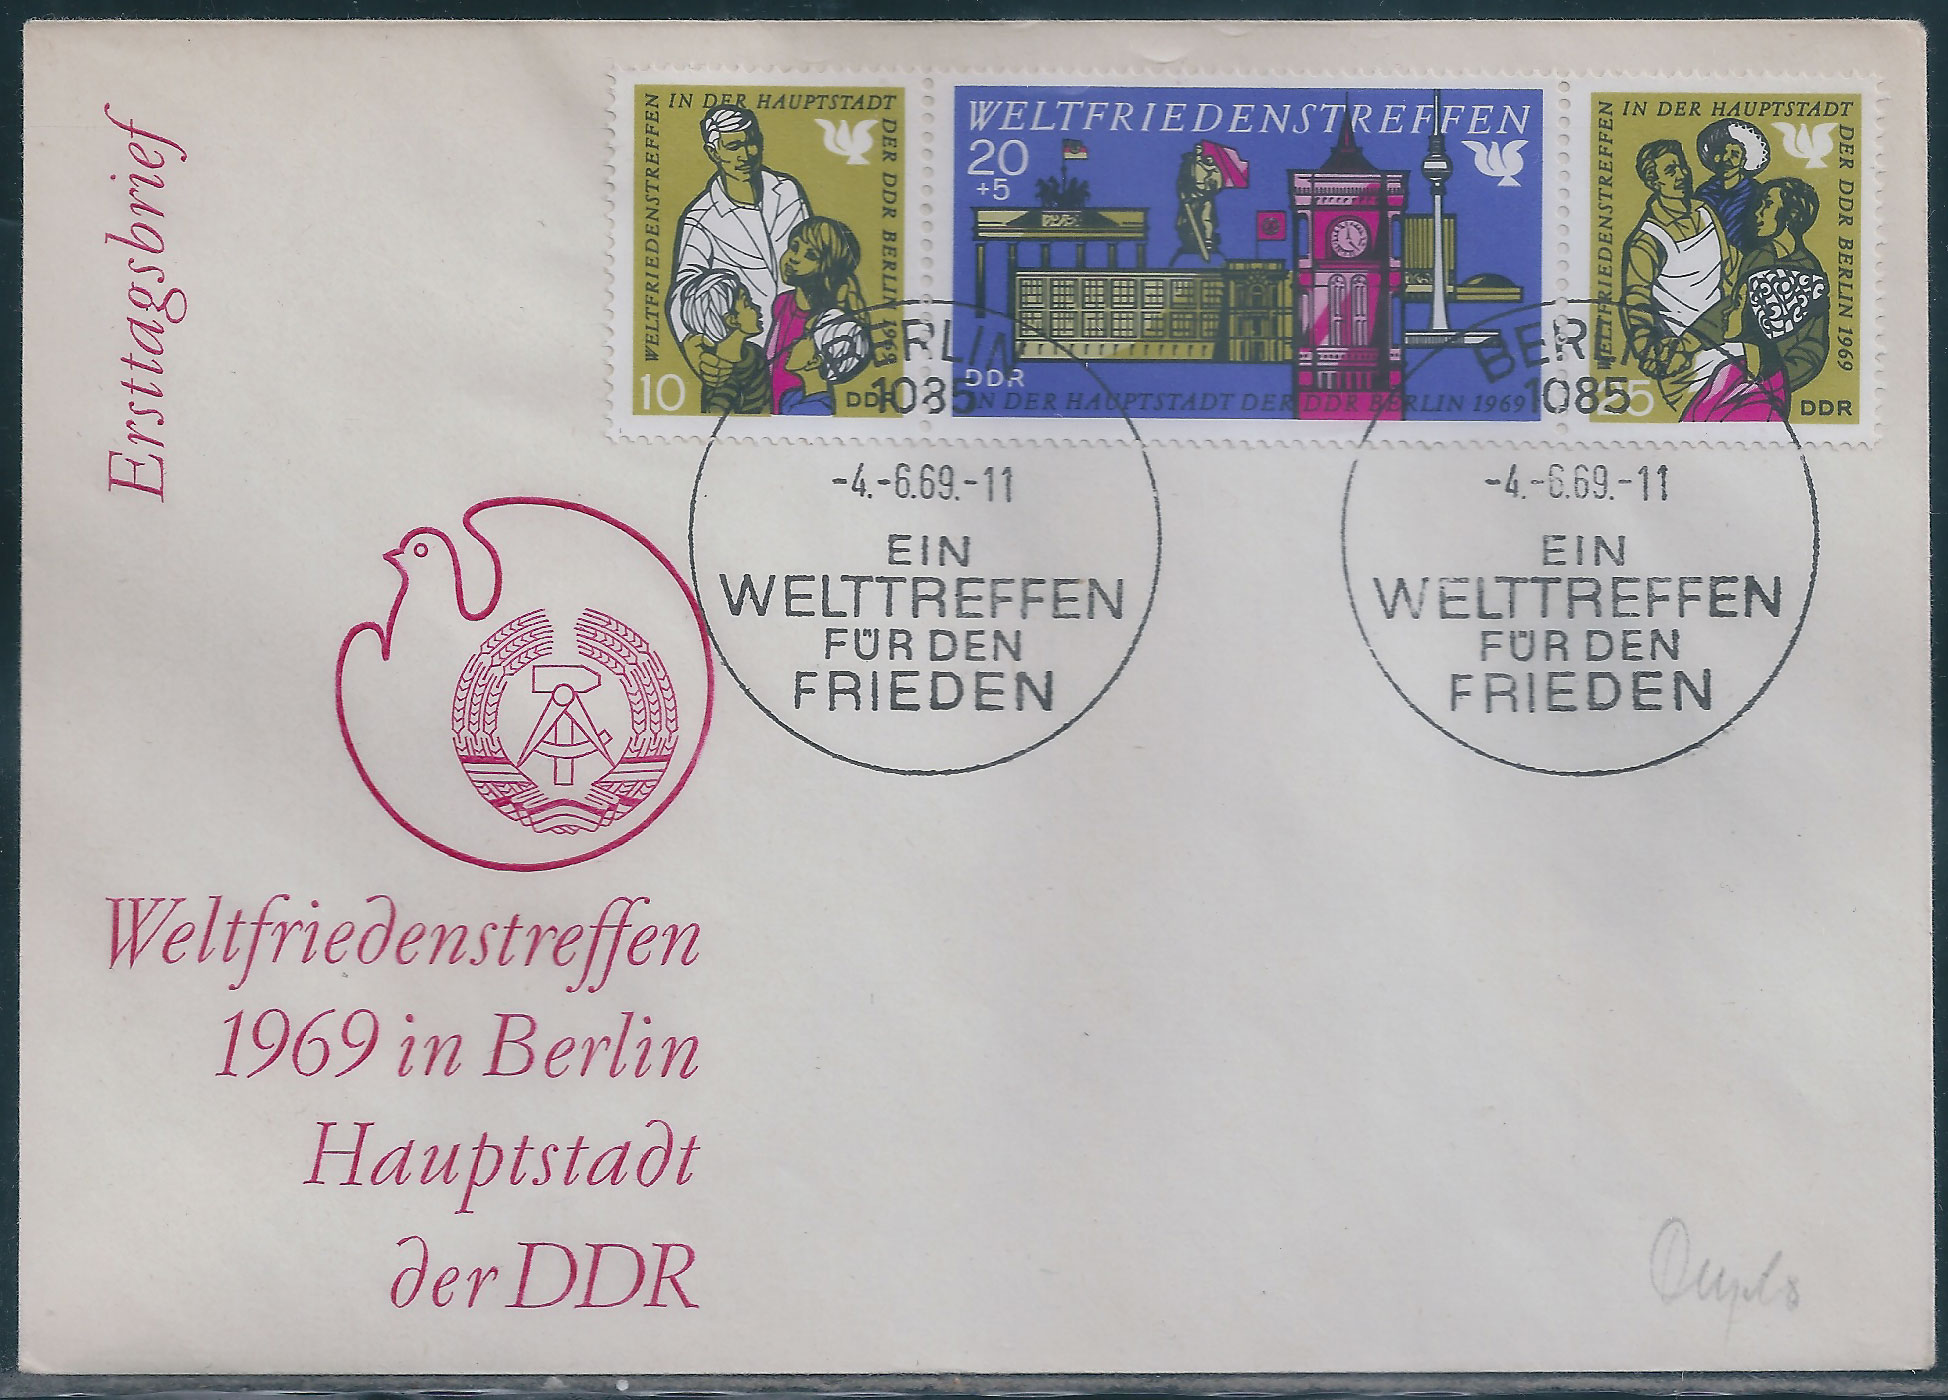 Ersttagsbrief
WELTFRIEDENSTREFFEN IN DER HAUPTSTADT DER DDR BERLIN 1969
10
DDR
WELTFRIEDENSTREFFEN
20
+5
DDR
IN DER HAUPTSTADT DER DDR BERLIN 1969
WELTFRIEDENSTREFFEN IN DER HAUPTSTADT DER DDR BERLIN 1969
25
DDR
BERLIN
1085
-4.-6.69.-11
EIN
WELTTREFFEN
FÜR DEN
FRIEDEN
BERLIN
1085
-4.-6.69.-11
EIN
WELTTREFFEN
FÜR DEN
FRIEDEN
Weltfriedenstreffen
1969 in Berlin
Hauptstadt
der DDR